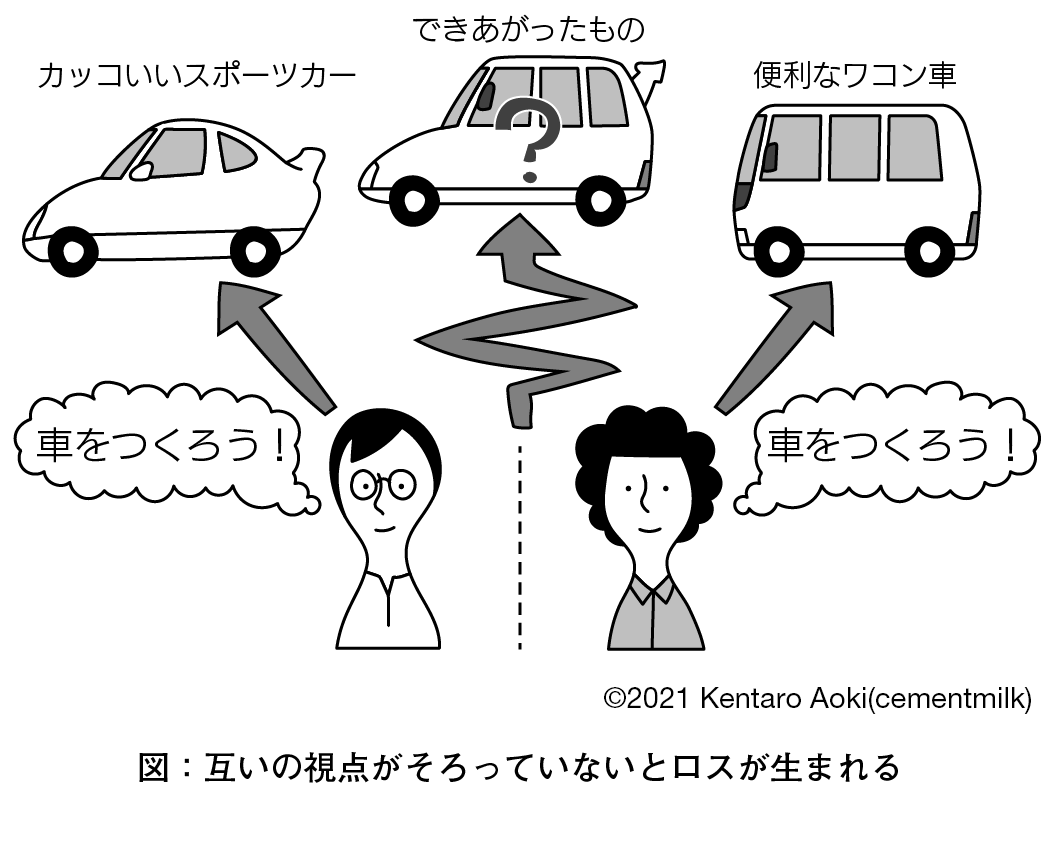 できあがったもの
カッコいいスポーツカー
便利なワコン車
?
車をつくろう！
車をつくろう！
©2021 Kentaro Aoki(cementmilk)
図：互いの視点がそろっていないとロスが生まれる